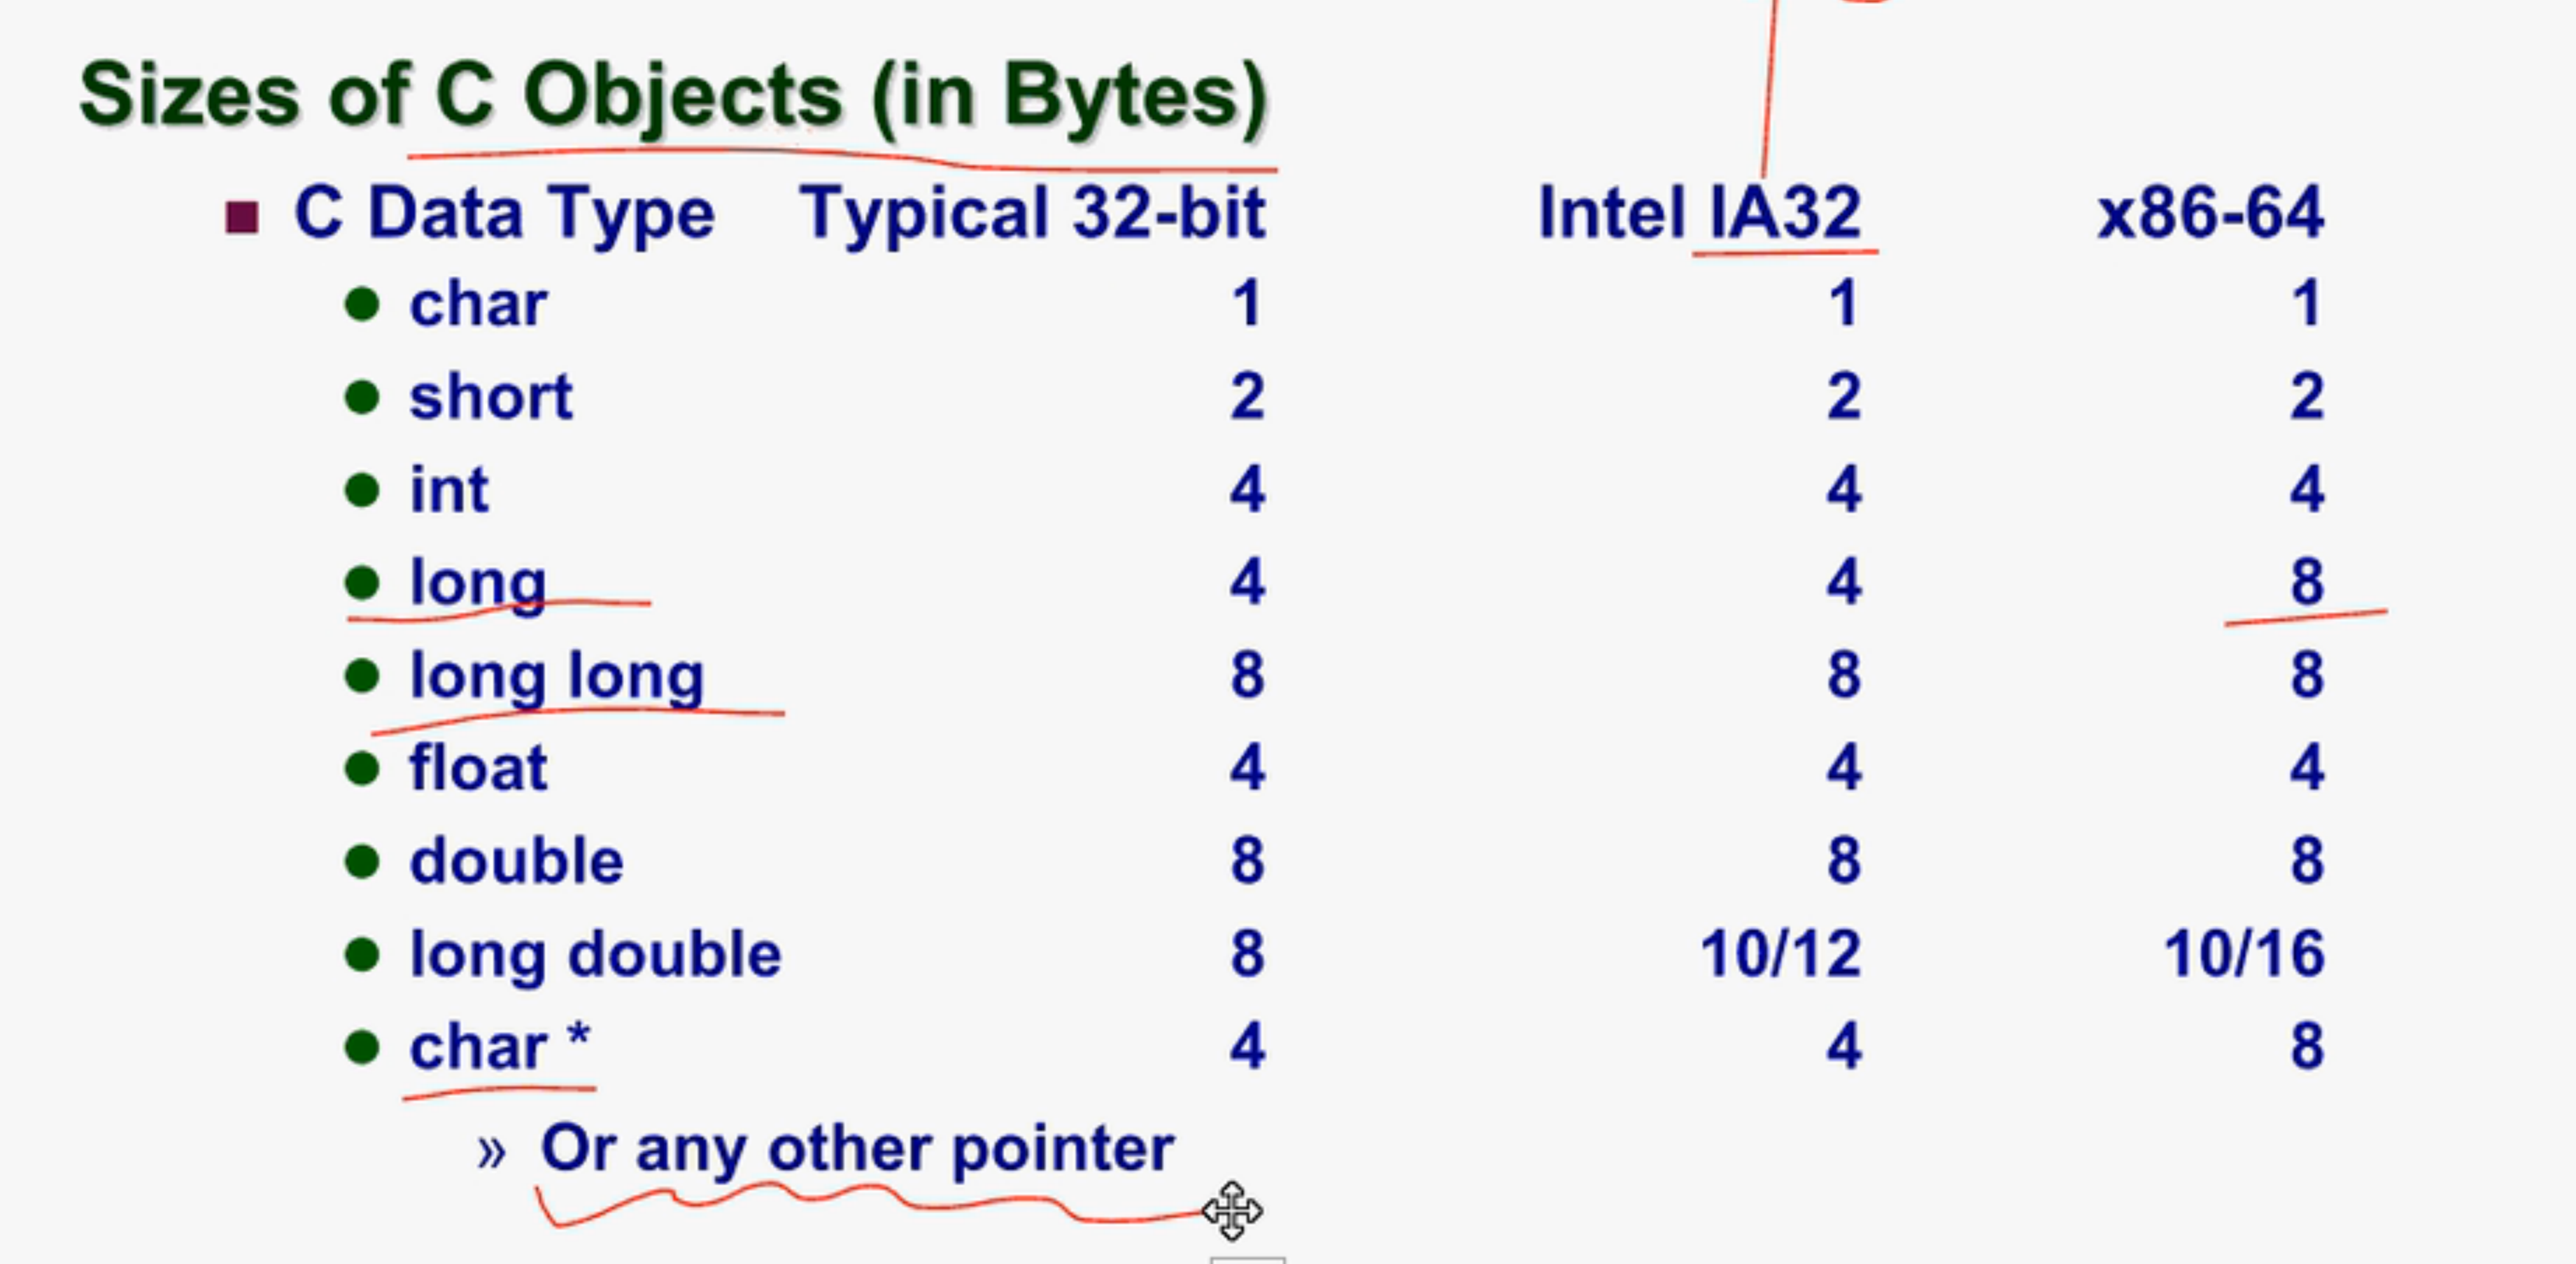 Sizes of C Objects (in Bytes)
C Data Type Typical 32-bit Intel IA32 x86-64
char 1 1 1
short 2 2 2
int 4 4 4
long 4 4 8
long long 8 8 8
float 4 4 4
double 8 8 8
long double 8 10/12 10/16
char * 4 4 8
» Or any other pointer